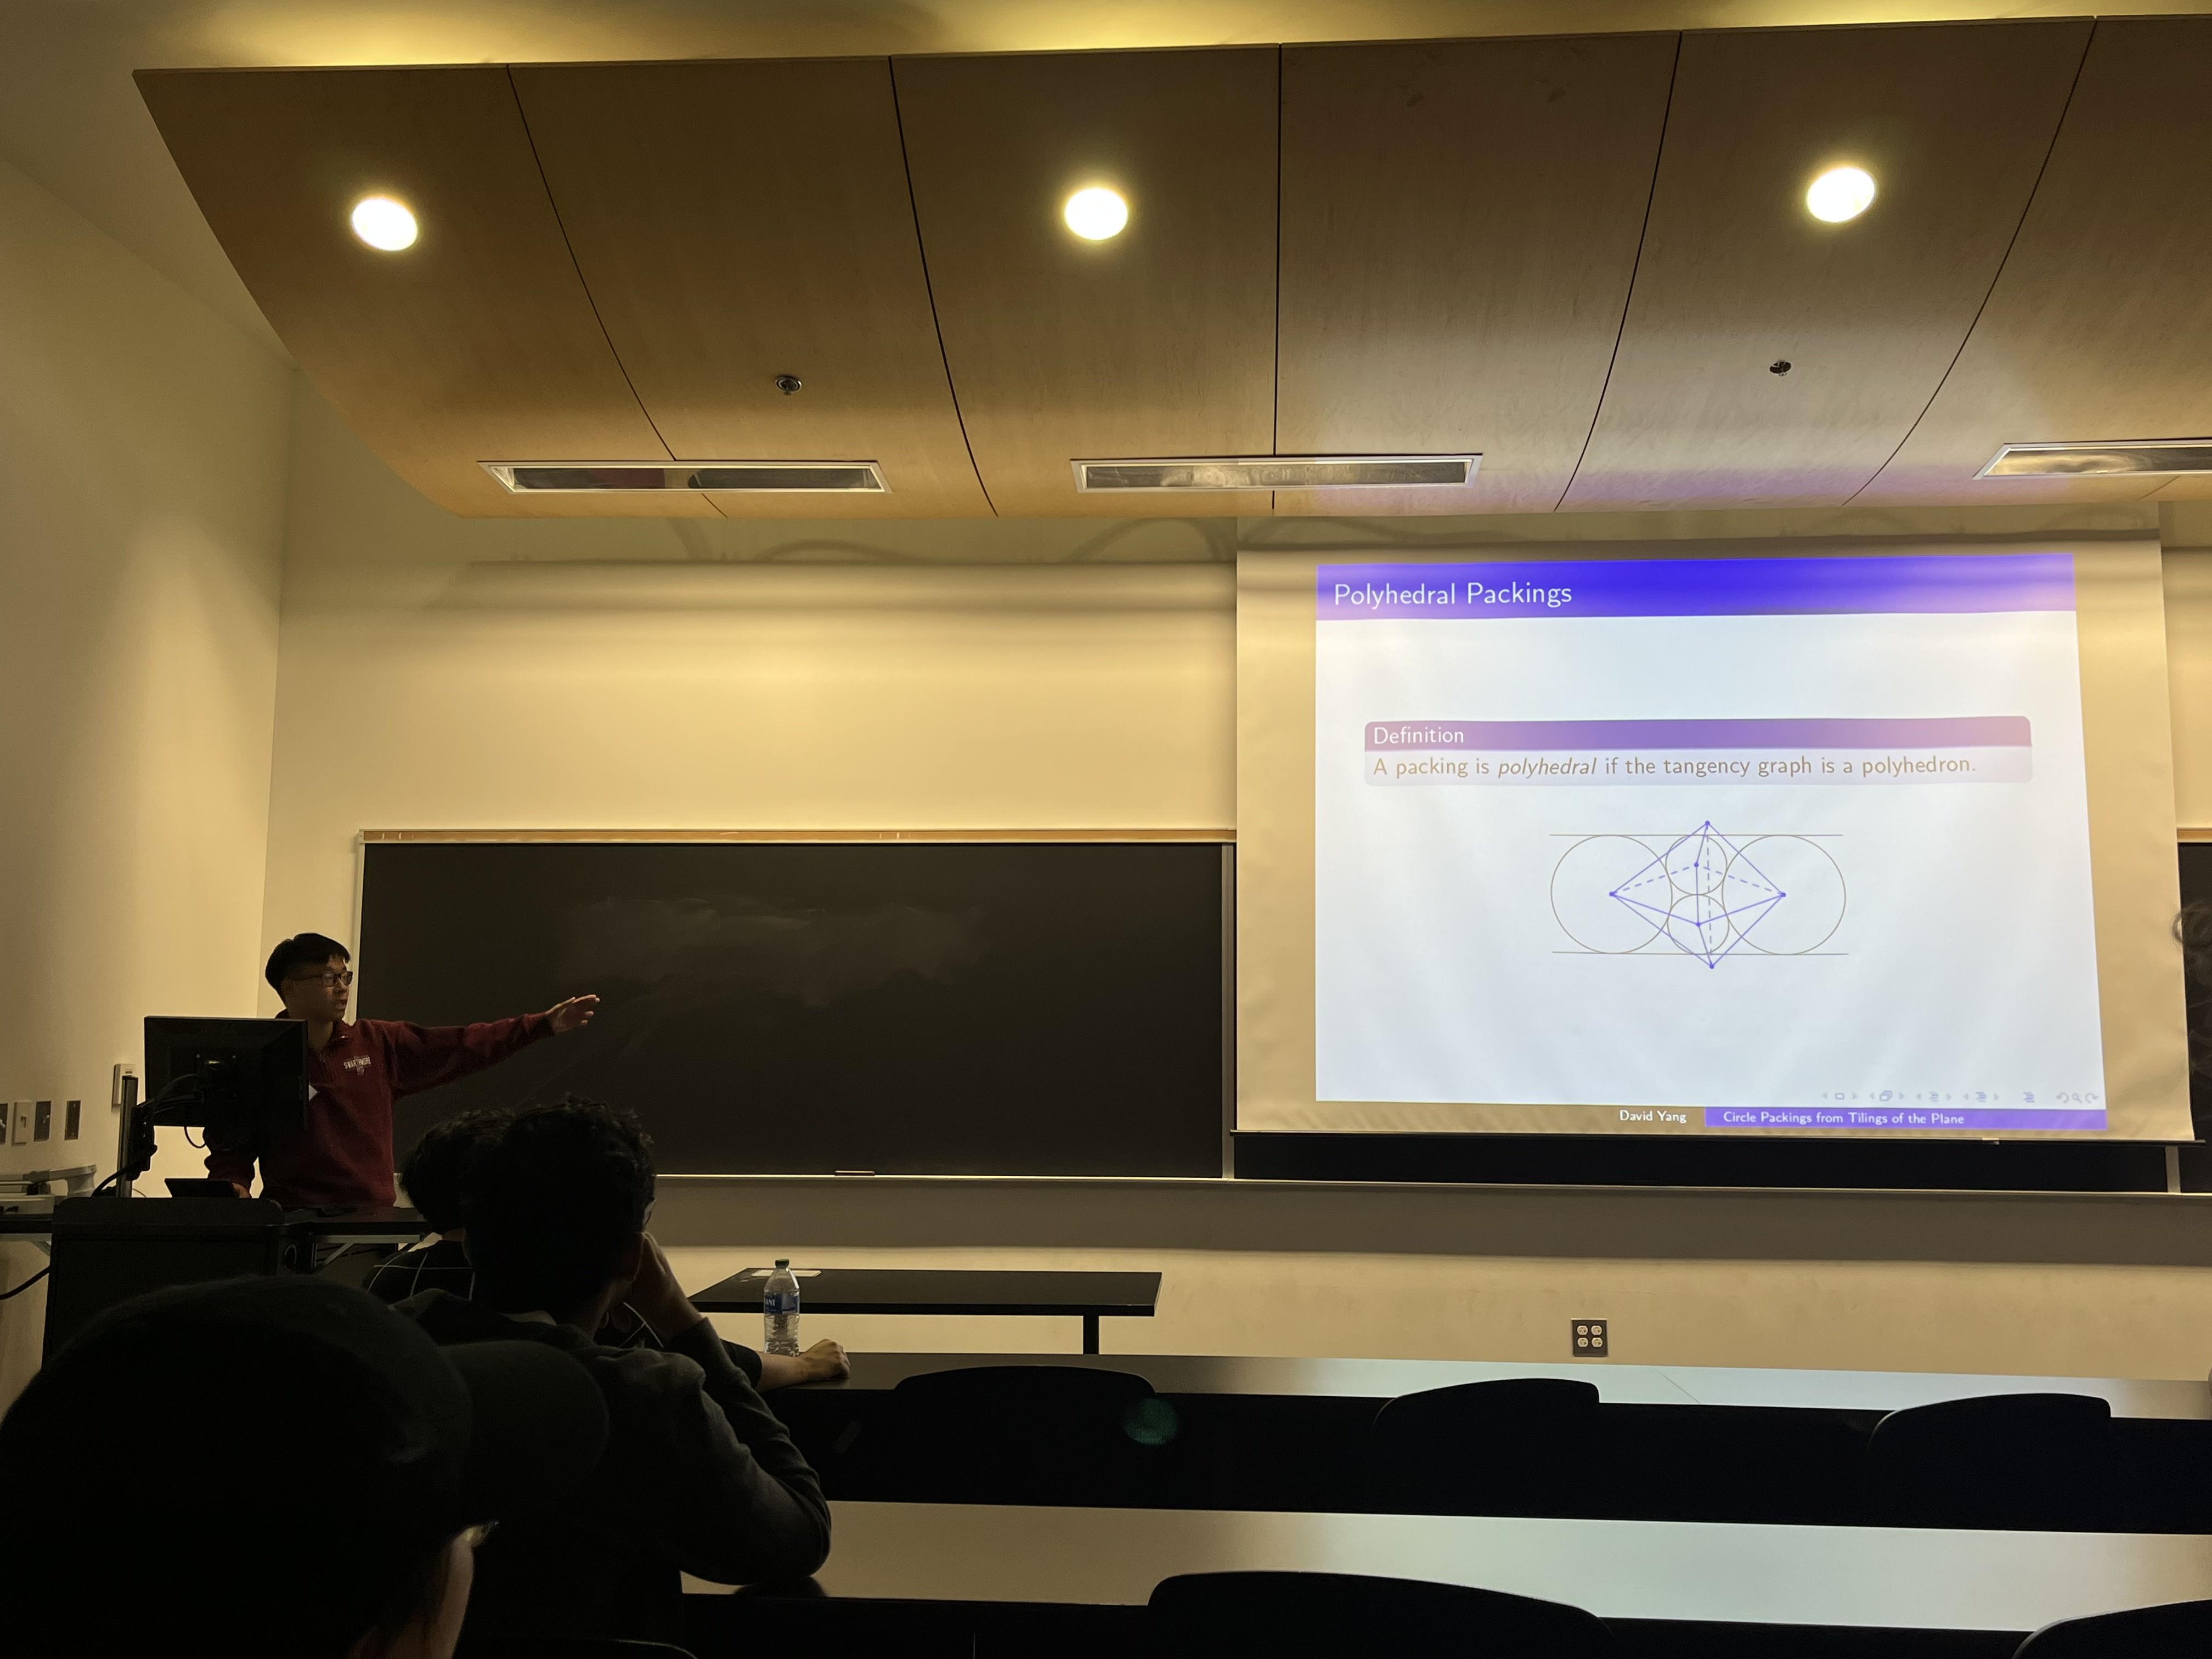 Polyhedral Packings
Definition
A packing is polyhedral if the tangency graph is a polyhedron.
David Yang
Circle Packings from Tilings of the Plane
SWARTHMORE